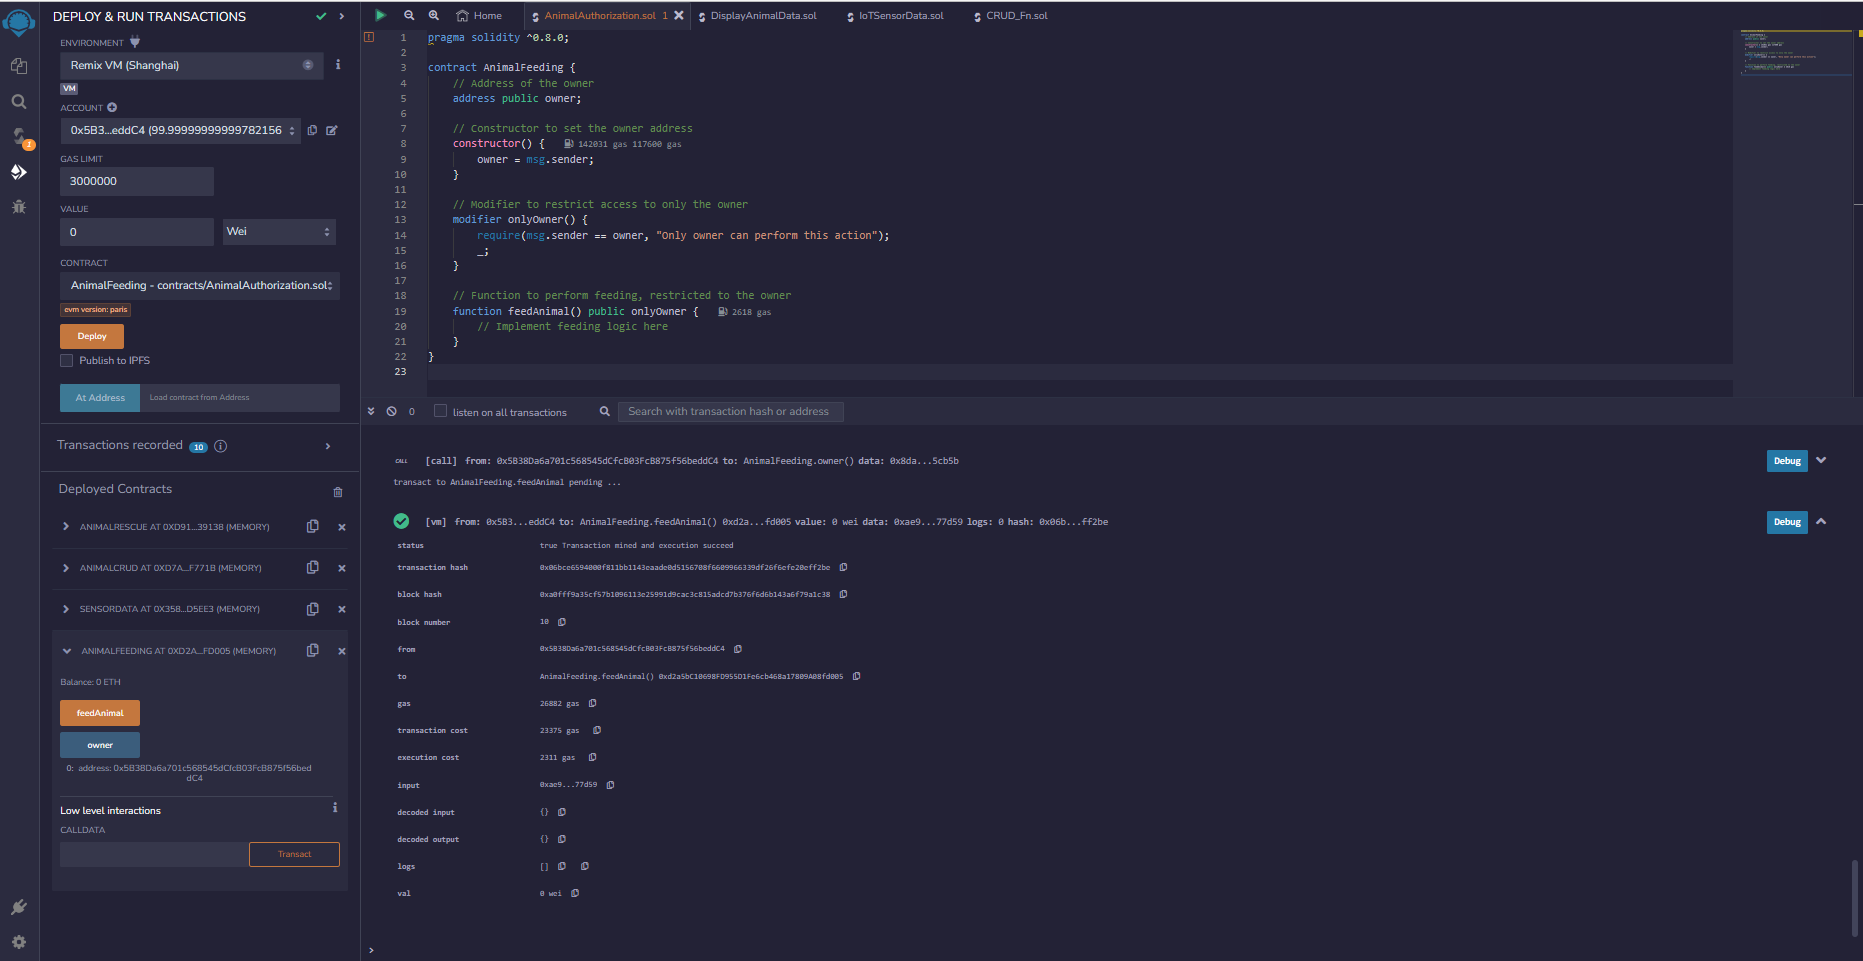 DEPLOY & RUN TRANSACTIONS
ENVIRONMENT
Remix VM (Shanghai)
VM
ACCOUNT
0x5B3...eddC4 (99.99999999999782156
GAS LIMIT
3000000
VALUE
0
Wei
CONTRACT
AnimalFeeding - contracts/AnimalAuthorization.sol
evm version: paris
Deploy
Publish to IPFS
At Address
Load contract from Address
Transactions recorded 10
Deployed Contracts
ANIMALRESCUE AT 0XD91...39138 (MEMORY)
ANIMALCRUD AT 0XD7A...F771B (MEMORY)
SENSORDATA AT 0X358...D5EE3 (MEMORY)
ANIMALFEEDING AT 0XD2A...FD005 (MEMORY)
Balance: 0 ETH
feedAnimal
owner
0: address: 0x5B38Da6a701c568545dCfcB03FcB875f56bed
dC4
Low level interactions
CALLDATA
Transact
1
Home
AnimalAuthorization.sol 1
DisplayAnimalData.sol
IoTSensorData.sol
CRUD_Fn.sol
1 pragma solidity ^0.8.0;
2
3 contract AnimalFeeding {
4 // Address of the owner
5 address public owner;
6
7 // Constructor to set the owner address
8 constructor() { 142031 gas 117600 gas
9 owner = msg.sender;
10 }
11
12 // Modifier to restrict access to only the owner
13 modifier onlyOwner() {
14 require(msg.sender == owner, "Only owner can perform this action");
15 _;
16 }
17
18 // Function to perform feeding, restricted to the owner
19 function feedAnimal() public onlyOwner { 2618 gas
20 // Implement feeding logic here
21 }
22 }
23
0
listen on all transactions
Search with transaction hash or address
CALL [call] from: 0x5B38Da6a701c568545dCfcB03FcB875f56beddC4 to: AnimalFeeding.owner() data: 0x8da...5cb5b
Debug
transact to AnimalFeeding.feedAnimal pending ...
[vm] from: 0x5B3...eddC4 to: AnimalFeeding.feedAnimal() 0xd2a...fd005 value: 0 wei data: 0xae9...77d59 logs: 0 hash: 0x06b...ff2be
Debug
status true Transaction mined and execution succeed
transaction hash 0x06bce6594000f811bb1143eaade0d5156708f6609966339df26f6efe20eff2be
block hash 0xa0fff9a35cf57b1096113e25991d9cac3c815adcd7b376f6d6b143a6f79a1c38
block number 10
from 0x5B38Da6a701c568545dCfcB03FcB875f56beddC4
to AnimalFeeding.feedAnimal() 0xd2a5bC10698FD955D1Fe6cb468a17809A08fd005
gas 26882 gas
transaction cost 23375 gas
execution cost 2311 gas
input 0xae9...77d59
decoded input {}
decoded output {}
logs []
val 0 wei
>